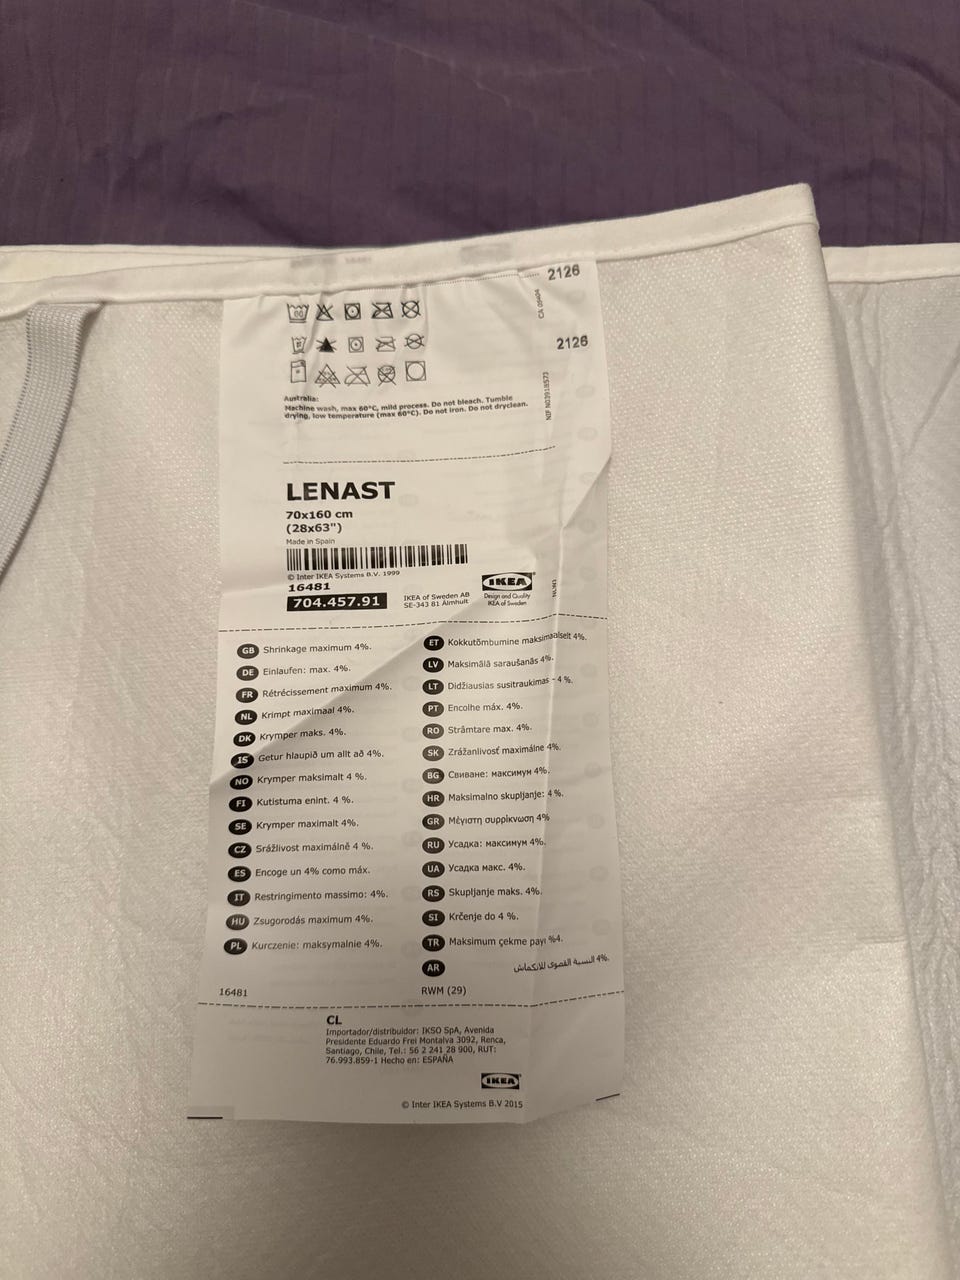 2126
CA 09404
2126
NIF N0391857J
Australia:
Machine wash, max 60°C, mild process. Do not bleach. Tumble
drying, low temperature (max 60°C). Do not iron. Do not dryclean.
LENAST
70x160 cm
(28x63")
Made in Spain
© Inter IKEA Systems B.V. 1999
16481
704.457.91
IKEA of Sweden AB
SE-343 81 Älmhult
IKEA
Design and Quality
IKEA of Sweden
GB Shrinkage maximum 4%.
DE Einlaufen: max. 4%.
FR Rétrécissement maximum 4%.
NL Krimpt maximaal 4%.
DK Krymper maks. 4%.
IS Getur hlaupið um allt að 4%.
NO Krymper maksimalt 4 %.
FI Kutistuma enint. 4 %.
SE Krymper maximalt 4%.
CZ Srážlivost maximálně 4 %.
ES Encoge un 4% como máx.
IT Restringimento massimo: 4%.
HU Zsugorodás maximum 4%.
PL Kurczenie: maksymalnie 4%.
ET Kokkutõmbumine maksimaalselt 4%.
LV Maksimālā saraušanās 4%.
LT Didžiausias susitraukimas – 4 %.
PT Encolhe máx. 4%.
RO Strâmtare max. 4%.
SK Zrážanlivosť maximálne 4%.
BG Свиване: максимум 4%.
HR Maksimalno skupljanje: 4 %.
GR Μέγιστη συρρίκνωση 4%
RU Усадка: максимум 4%.
UA Усадка макс. 4%.
RS Skupljanje maks. 4%.
SI Krčenje do 4 %.
TR Maksimum çekme payı %4.
AR النسبة القصوى للانكماش 4%.
16481
RWM (29)
CL
Importador/distribuidor: IKSO SpA, Avenida
Presidente Eduardo Frei Montalva 3092, Renca,
Santiago, Chile, Tel.: 56 2 241 28 900, RUT:
76.993.859-1 Hecho en: ESPAÑA
IKEA
© Inter IKEA Systems B.V 2015